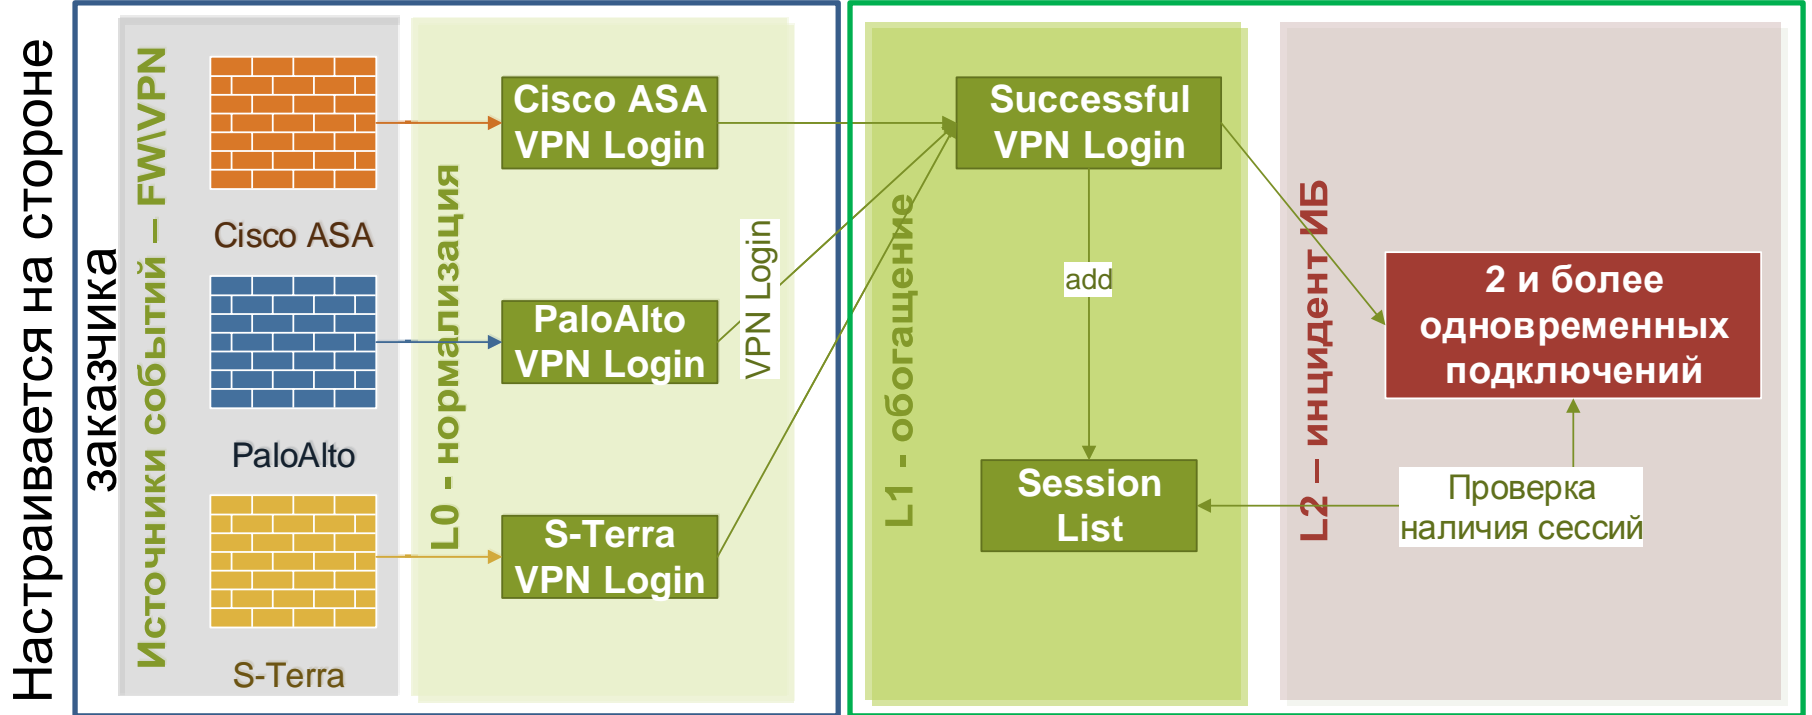 Настраивается на стороне
заказчика
Источники событий – FW\VPN
Cisco ASA
PaloAlto
S-Terra
L0 - нормализация
Cisco ASA
VPN Login
PaloAlto
VPN Login
S-Terra
VPN Login
VPN Login
L1 - обогащение
Successful
VPN Login
add
Session
List
L2 – инцидент ИБ
2 и более
одновременных
подключений
Проверка
наличия сессий